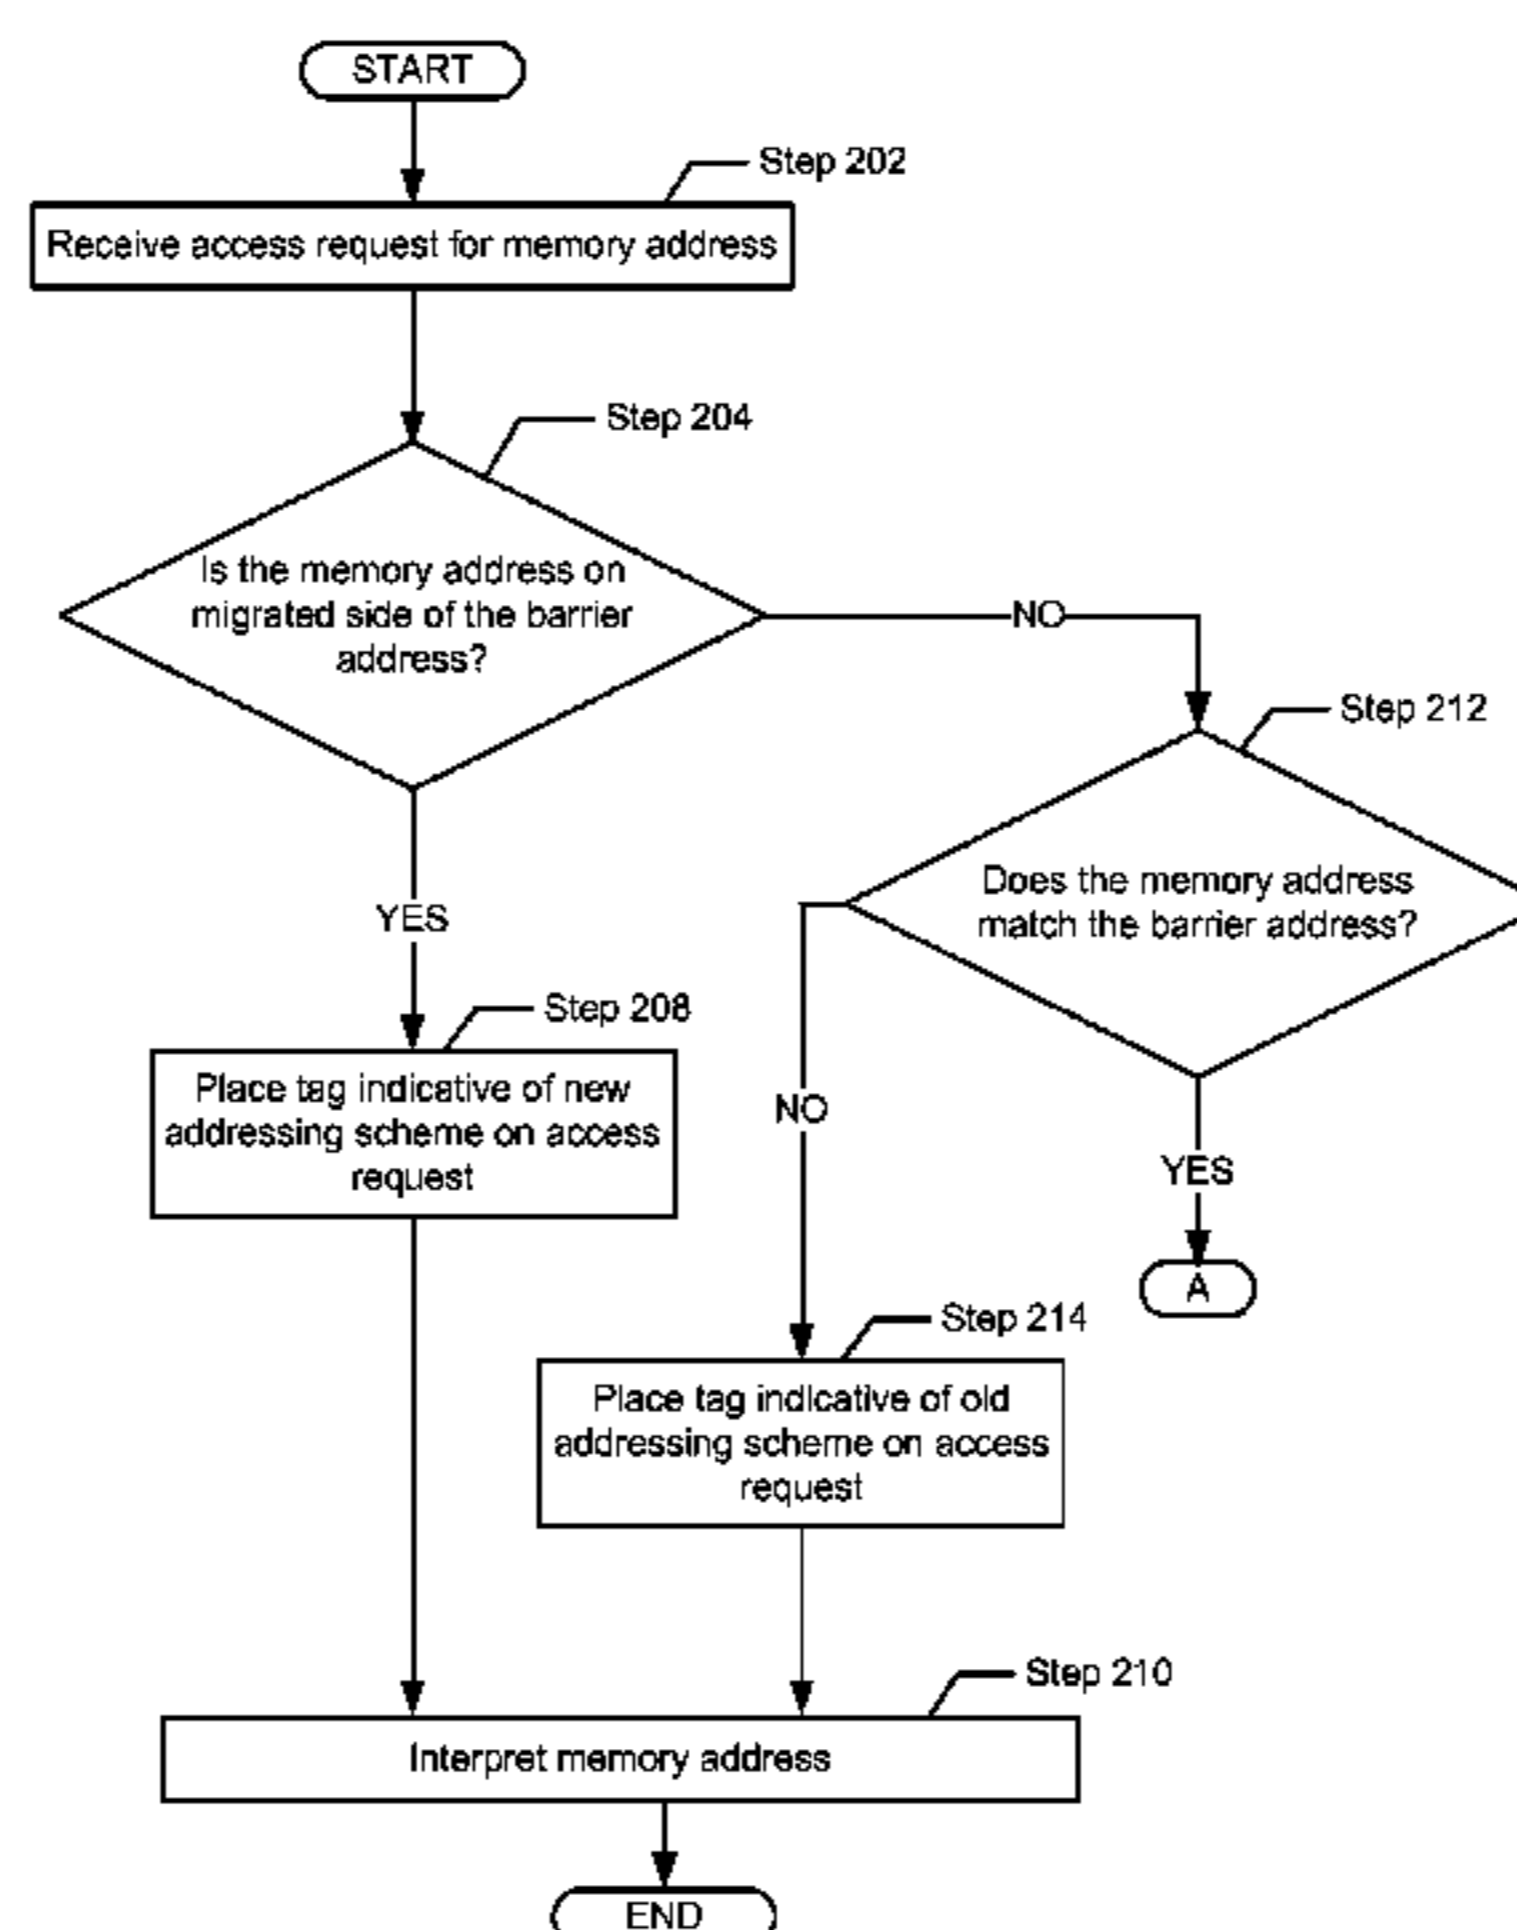 START
Step 202
Receive access request for memory address
Step 204
Is the memory address on
migrated side of the barrier
address?
NO
Step 212
Does the memory address
match the barrier address?
YES
Step 208
Place tag indicative of new
addressing scheme on access
request
NO
YES
A
Step 214
Place tag indicative of old
addressing scheme on access
request
Step 210
Interpret memory address
END